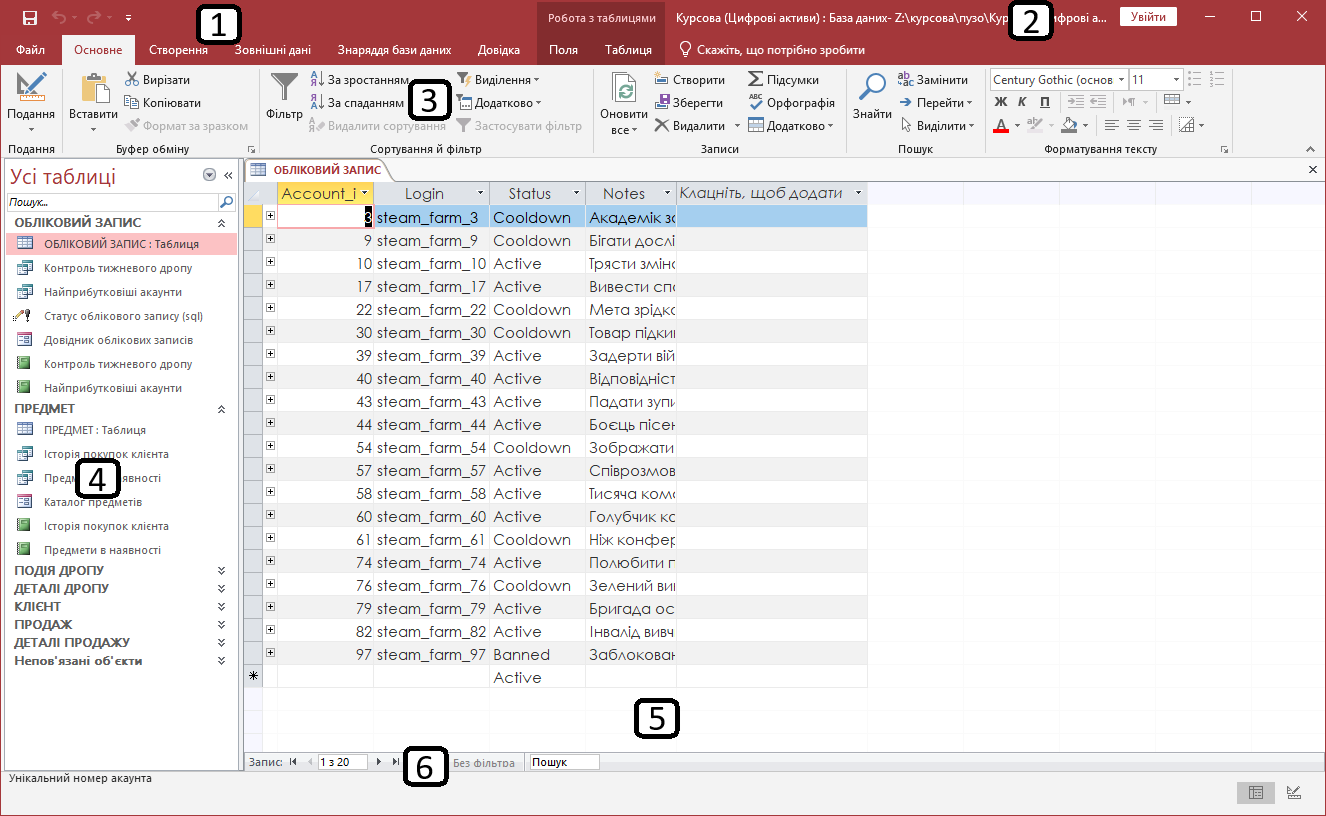 1
Робота з таблицями
Курсова (Цифрові активи) : База даних- Z:\курсова\пузо\Кур
2
рові а...
Увійти
Файл Основне Створення Зовнішні дані Знаряддя бази даних Довідка Поля Таблиця Скажіть, що потрібно зробити
Подання
Вставити
Вирізати
Копіювати
Формат за зразком
Фільтр
За зростанням
За спаданням
Видалити сортування
3
Виділення
Додатково
Застосувати фільтр
Оновити
все
Створити
Зберегти
Видалити
Підсумки
Орфографія
Додатково
Знайти
Замінити
Перейти
Виділити
Century Gothic (основ 11
Ж К П
Подання Буфер обміну Сортування й фільтр Записи Пошук Форматування тексту
Усі таблиці
Пошук...
ОБЛІКОВИЙ ЗАПИС
ОБЛІКОВИЙ ЗАПИС : Таблиця
Контроль тижневого дропу
Найприбутковіші акаунти
Статус облікового запису (sql)
Довідник облікових записів
Контроль тижневого дропу
Найприбутковіші акаунти
ПРЕДМЕТ
ПРЕДМЕТ : Таблиця
Історія покупок клієнта
4
Каталог предметів
Історія покупок клієнта
Предмети в наявності
ПОДІЯ ДРОПУ
ДЕТАЛІ ДРОПУ
КЛІЄНТ
ПРОДАЖ
ДЕТАЛІ ПРОДАЖУ
Непов'язані об'єкти
ОБЛІКОВИЙ ЗАПИС
Account_i Login Status Notes Клацніть, щоб додати
3 steam_farm_3 Cooldown Академік зо
9 steam_farm_9 Cooldown Бігати дослі
10 steam_farm_10 Active Трясти зміно
17 steam_farm_17 Active Вивести спо
22 steam_farm_22 Cooldown Мета зрідка
30 steam_farm_30 Cooldown Товар підки
39 steam_farm_39 Active Задерти вій
40 steam_farm_40 Active Відповідніст
43 steam_farm_43 Active Падати зупи
44 steam_farm_44 Active Боєць пісен
54 steam_farm_54 Cooldown Зображати
57 steam_farm_57 Active Співрозмов
58 steam_farm_58 Active Тисяча комо
60 steam_farm_60 Active Голубчик ко
61 steam_farm_61 Cooldown Ніж конфер
74 steam_farm_74 Active Полюбити п
76 steam_farm_76 Cooldown Зелений ви
79 steam_farm_79 Active Бригада ос
82 steam_farm_82 Active Інвалід вивч
97 steam_farm_97 Banned Заблокован
Active
5
Запис: 1 з 20 6 Без фільтра Пошук
Унікальний номер акаунта